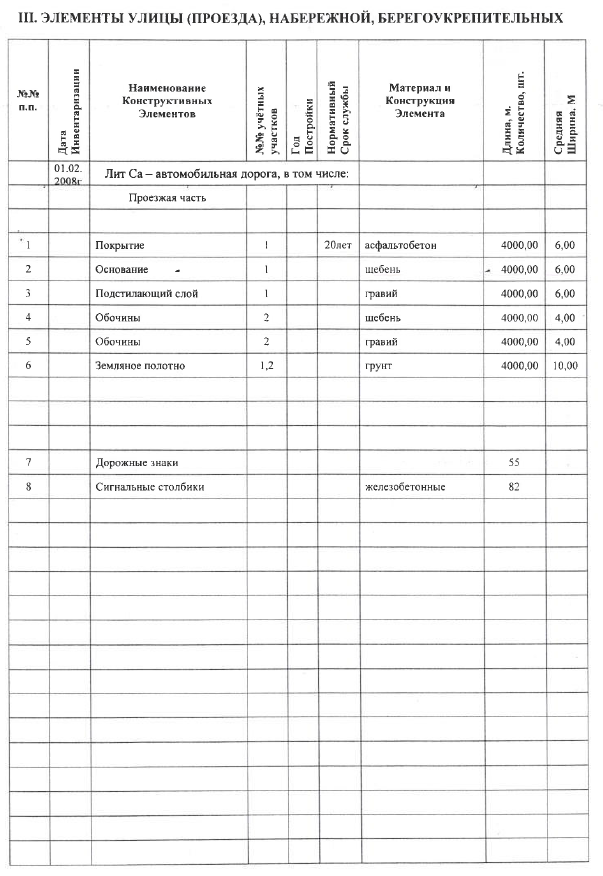 III. ЭЛЕМЕНТЫ УЛИЦЫ (ПРОЕЗДА), НАБЕРЕЖНОЙ, БЕРЕГОУКРЕПИТЕЛЬНЫХ
№№ п.п. Дата Инвентаризации Наименование Конструктивных Элементов №№ учётных участков Год Постройки Нормативный Срок службы Материал и Конструкция Элемента Длина, м. Количество, шт. Средняя Ширина. М
01.02. 2008г Лит Са – автомобильная дорога, в том числе:
Проезжая часть
1 Покрытие 1 20лет асфальтобетон 4000,00 6,00
2 Основание 1 щебень 4000,00 6,00
3 Подстилающий слой 1 гравий 4000,00 6,00
4 Обочины 2 щебень 4000,00 4,00
5 Обочины 2 гравий 4000,00 4,00
6 Земляное полотно 1,2 грунт 4000,00 10,00
7 Дорожные знаки 55
8 Сигнальные столбики железобетонные 82